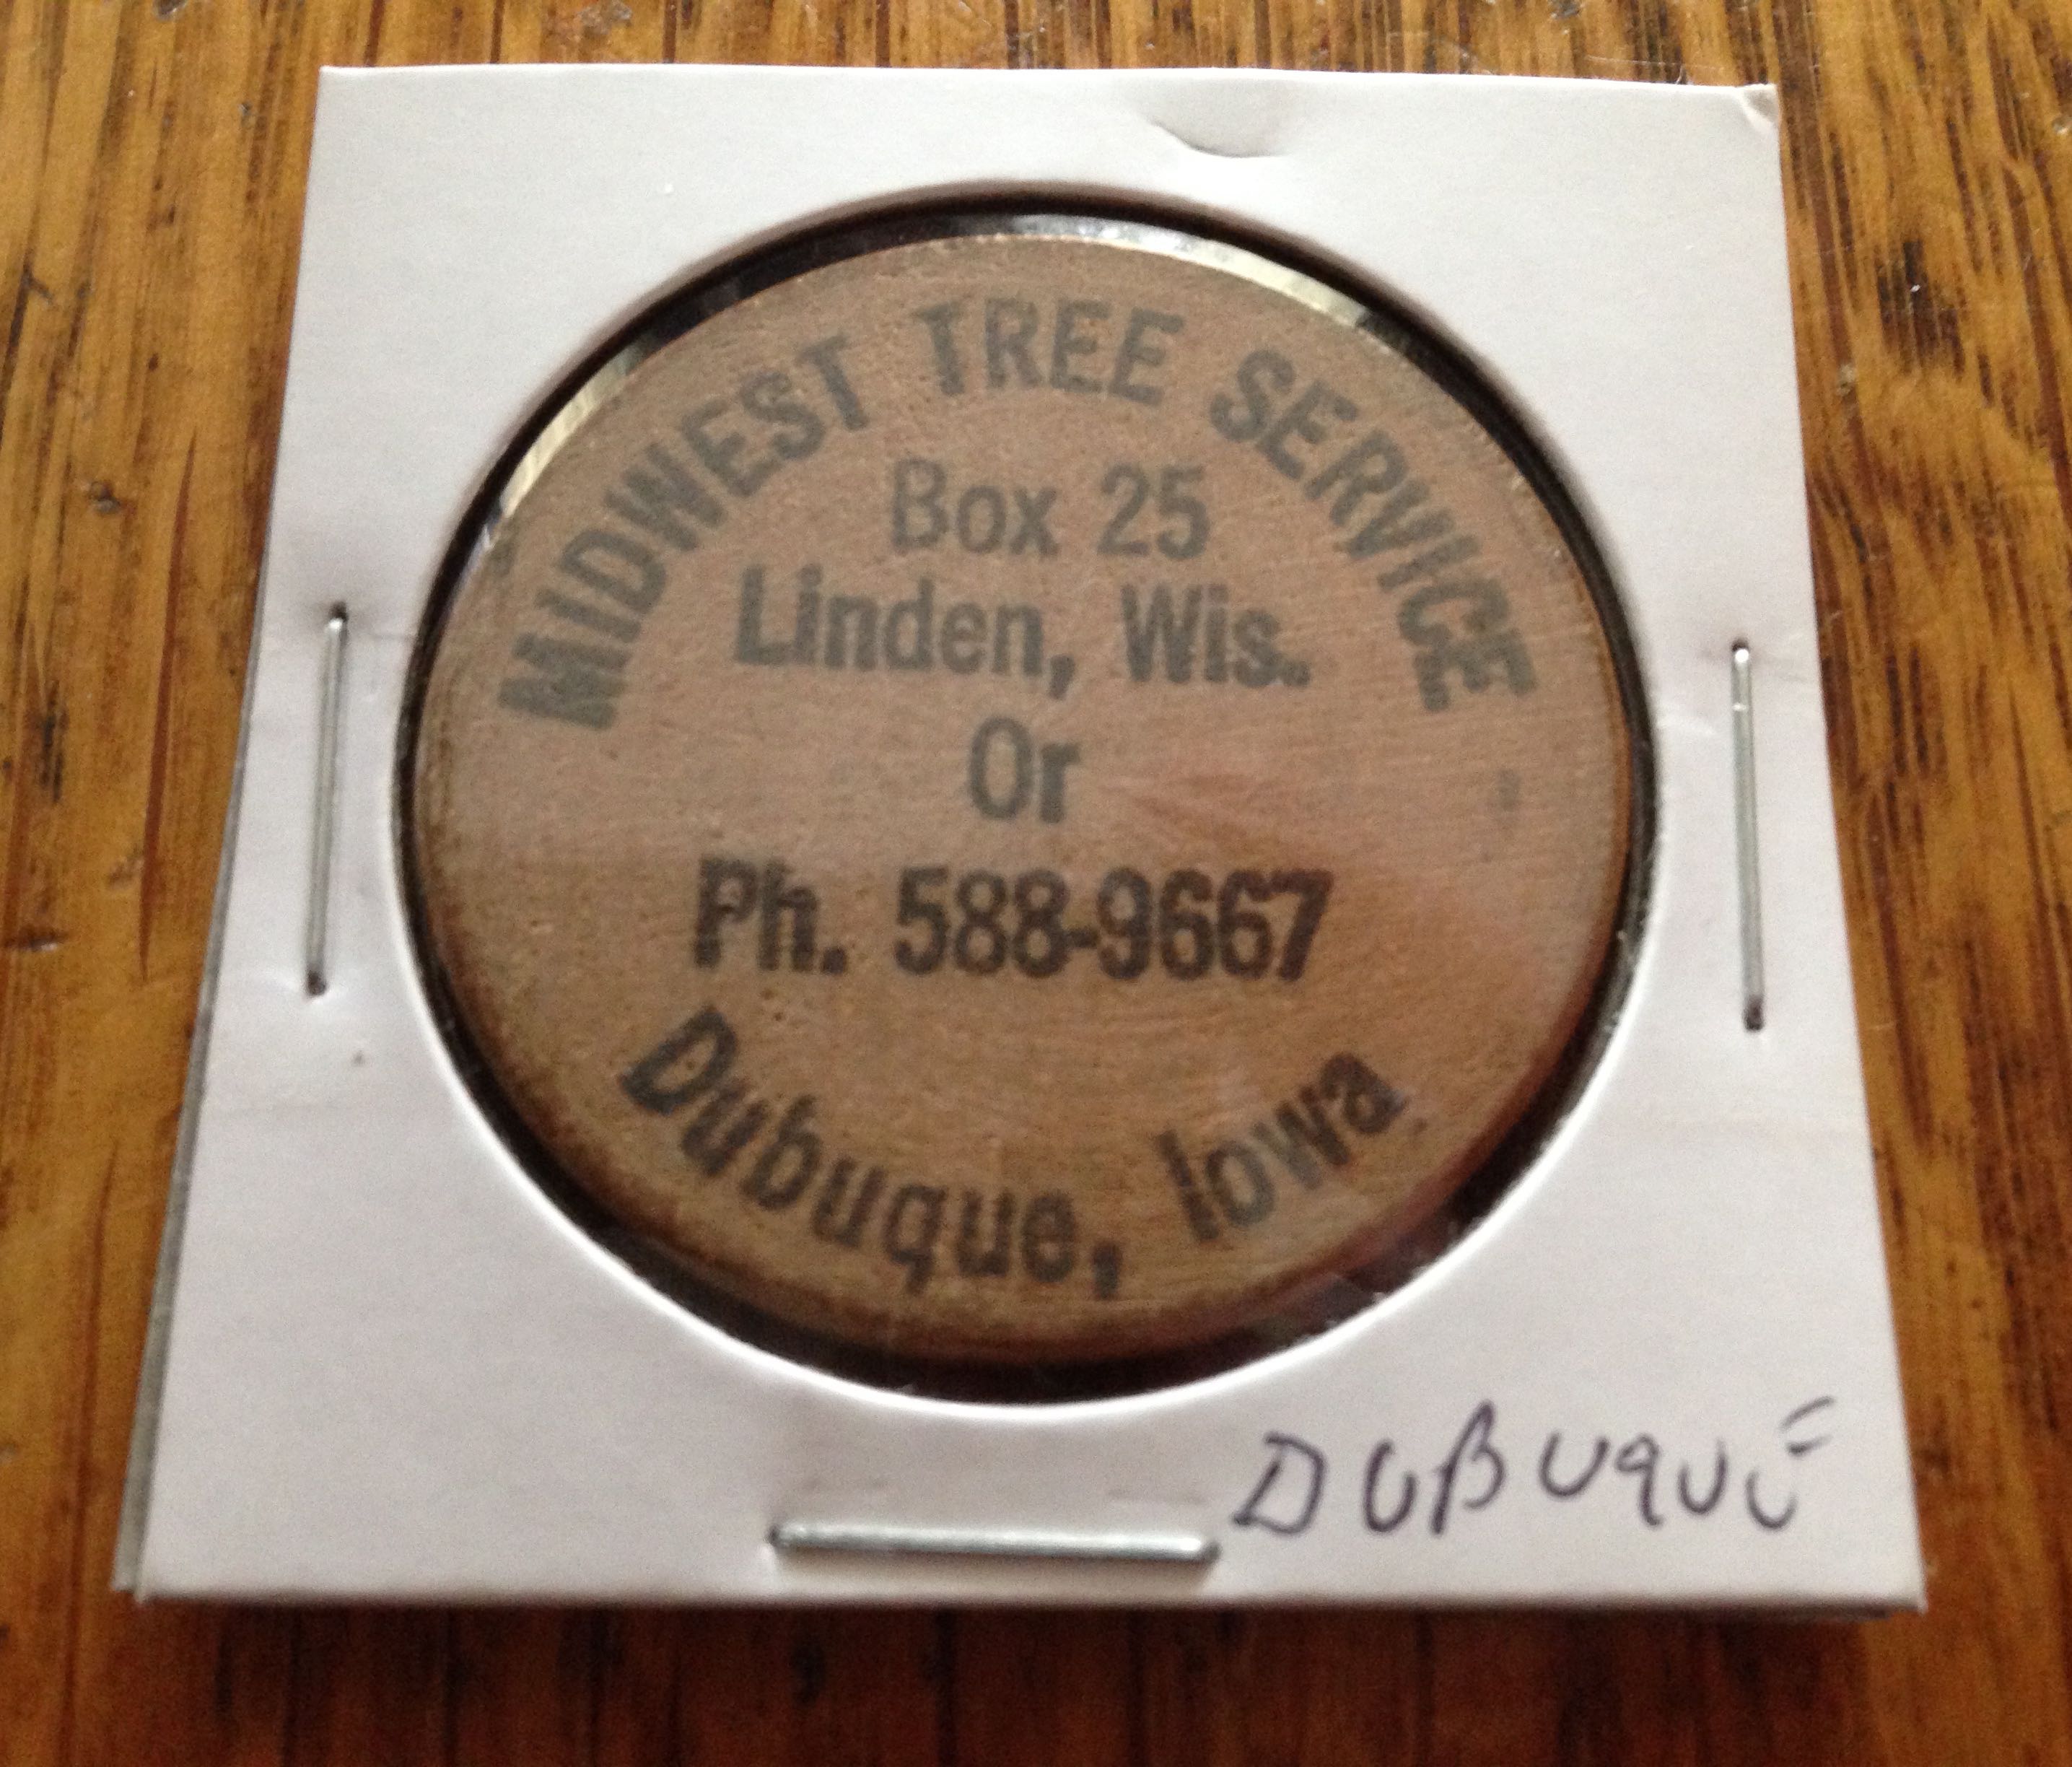 MIDWEST TREE SERVICE
Box 25
Linden, Wis.
Or
Ph. 588-9667
Dubuque, Iowa
DUBUQUE